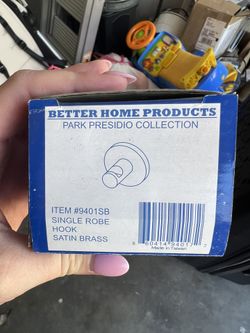 BETTER HOME PRODUCTS
PARK PRESIDIO COLLECTION
ITEM #9401SB
SINGLE ROBE
HOOK
SATIN BRASS
Made in Taiwan